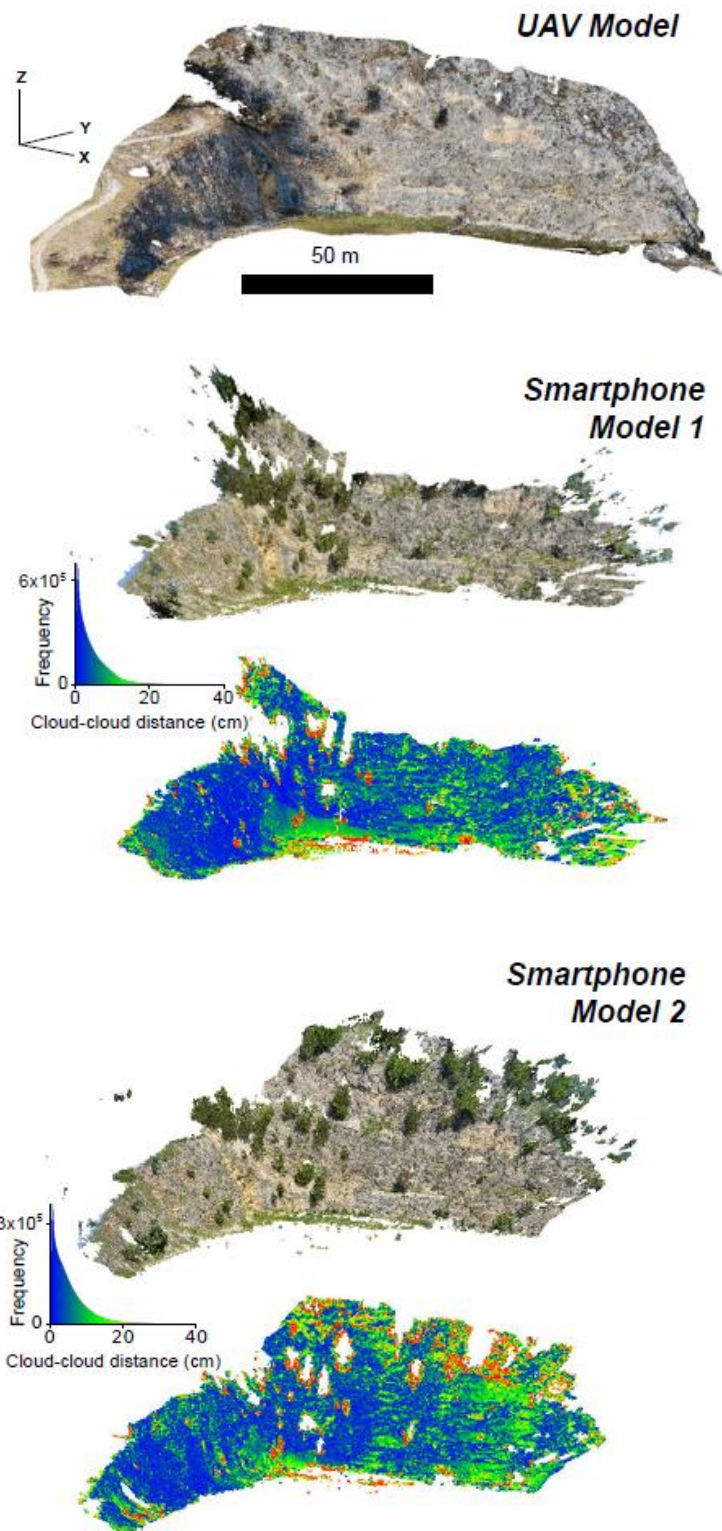 UAV Model
Z
Y
X
50 m
Smartphone
Model 1
6x10⁵
Frequency
0
0 20 40
Cloud-cloud distance (cm)
Smartphone
Model 2
3x10⁵
Frequency
0
0 20 40
Cloud-cloud distance (cm)